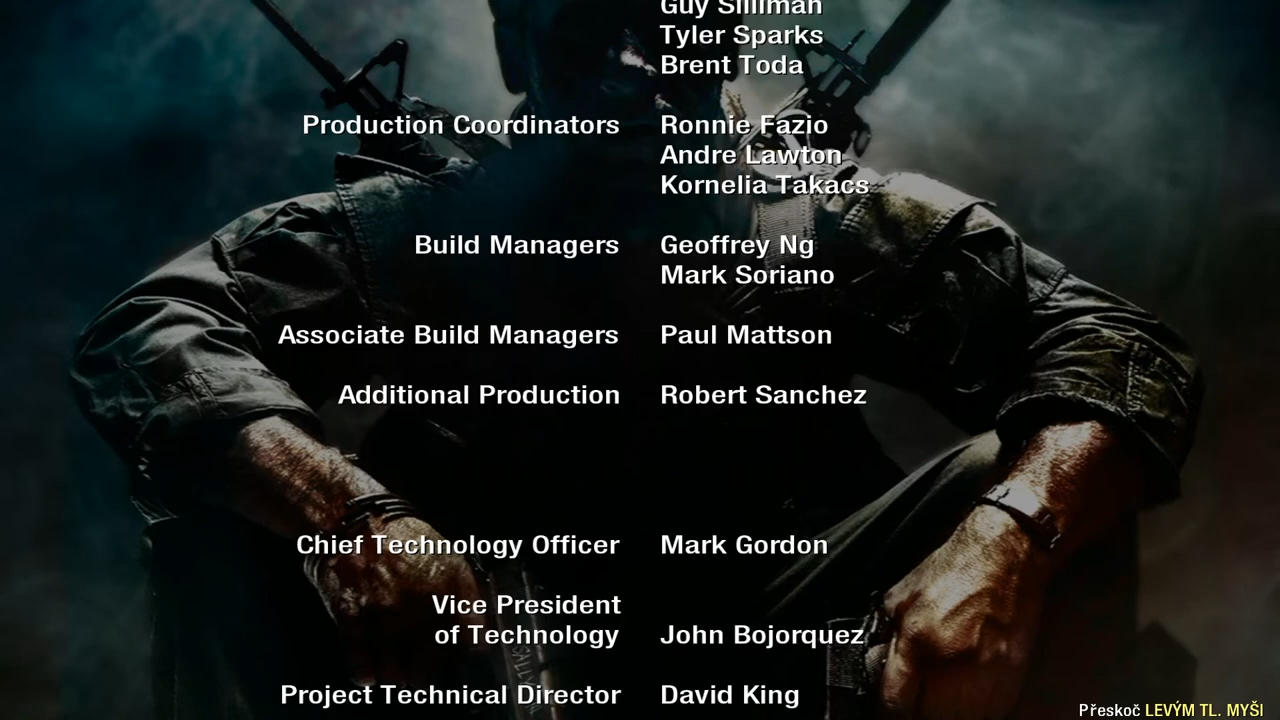 Guy Silliman
Tyler Sparks
Brent Toda
Production Coordinators Ronnie Fazio
Andre Lawton
Kornelia Takacs
Build Managers Geoffrey Ng
Mark Soriano
Associate Build Managers Paul Mattson
Additional Production Robert Sanchez
Chief Technology Officer Mark Gordon
Vice President
of Technology John Bojorquez
Project Technical Director David King
Přeskoč LEVÝM TL. MYŠI